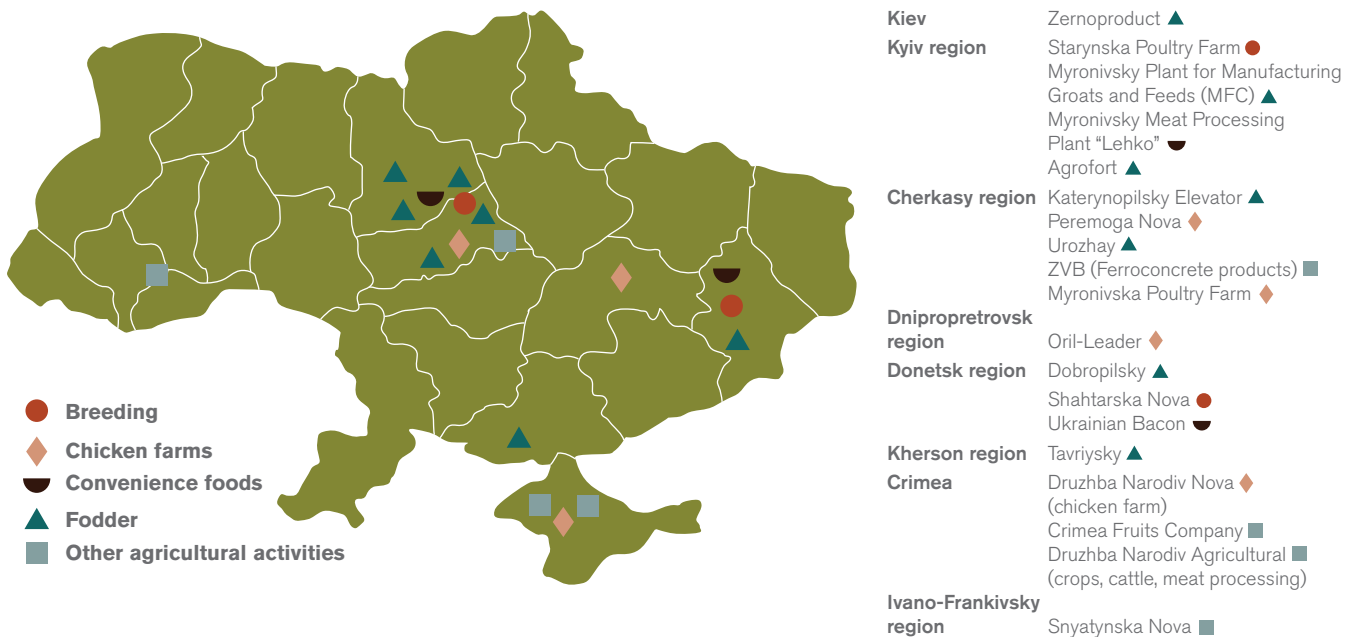 Breeding
Chicken farms
Convenience foods
Fodder
Other agricultural activities
Kiev Zernoproduct
Kyiv region Starynska Poultry Farm
Myronivsky Plant for Manufacturing
Groats and Feeds (MFC)
Myronivsky Meat Processing
Plant “Lehko”
Agrofort
Cherkasy region Katerynopilsky Elevator
Peremoga Nova
Urozhay
ZVB (Ferroconcrete products)
Myronivska Poultry Farm
Dnipropretrovsk
region Oril-Leader
Donetsk region Dobropilsky
Shahtarska Nova
Ukrainian Bacon
Kherson region Tavriysky
Crimea Druzhba Narodiv Nova
(chicken farm)
Crimea Fruits Company
Druzhba Narodiv Agricultural
(crops, cattle, meat processing)
Ivano-Frankivsky
region Snyatynska Nova